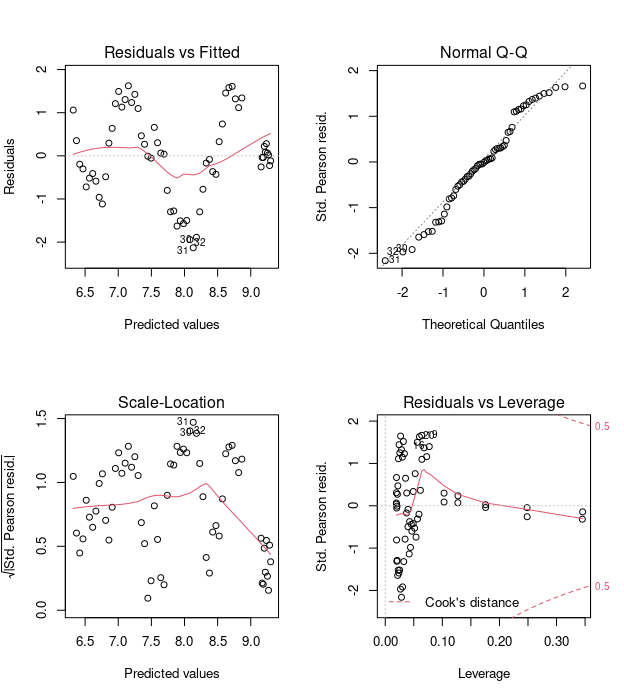 Residuals vs Fitted
Residuals
2
1
0
-1
-2
30
32
31
6.5 7.0 7.5 8.0 8.5 9.0
Predicted values
Normal Q-Q
Std. Pearson resid.
2
1
0
-1
-2
32
30
31
-2 -1 0 1 2
Theoretical Quantiles
Scale-Location
√|Std. Pearson resid.|
1.5
1.0
0.5
0.0
31
30
32
6.5 7.0 7.5 8.0 8.5 9.0
Predicted values
Residuals vs Leverage
Std. Pearson resid.
2
1
0
-1
-2
0.5
0.5
Cook's distance
0.00 0.10 0.20 0.30
Leverage